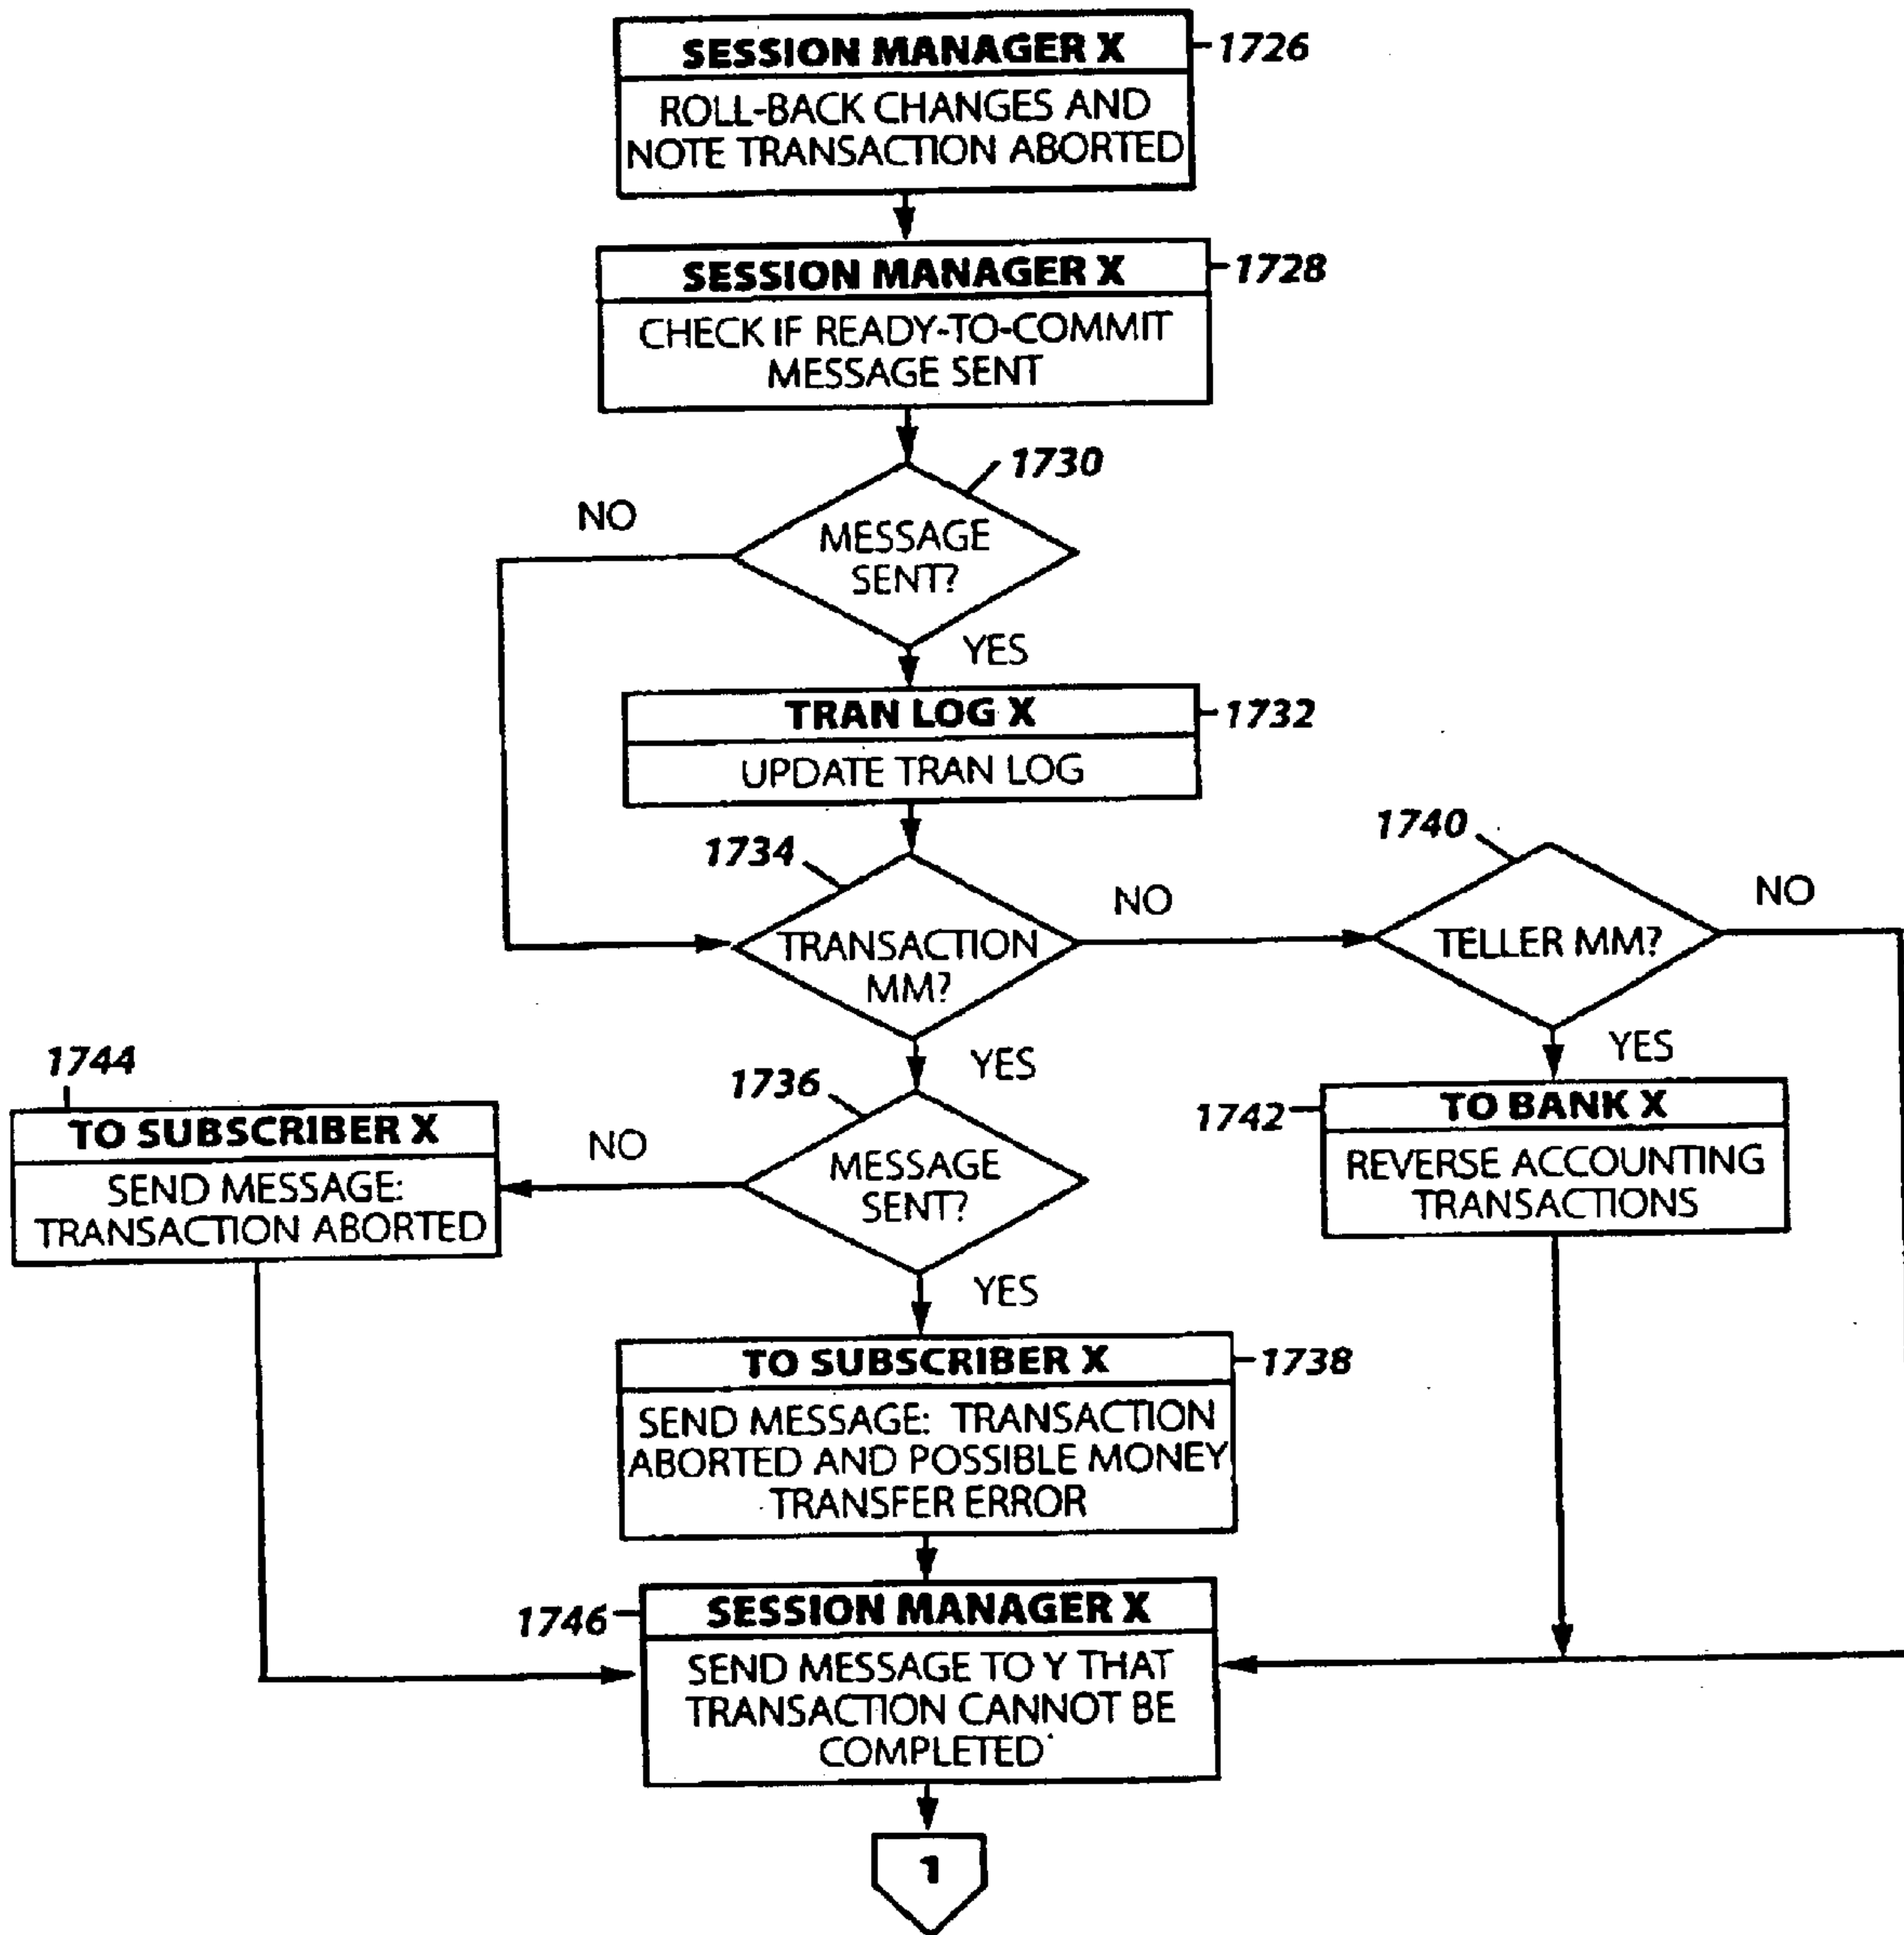 SESSION MANAGER X
1726
ROLL-BACK CHANGES AND
NOTE TRANSACTION ABORTED
SESSION MANAGER X
1728
CHECK IF READY-TO-COMMIT
MESSAGE SENT
1730
NO
MESSAGE
SENT?
YES
TRAN LOG X
1732
UPDATE TRAN LOG
1734
1740
NO
NO
TRANSACTION
MM?
TELLER MM?
YES
YES
1744
1736
TO SUBSCRIBER X
SEND MESSAGE:
TRANSACTION ABORTED
NO
MESSAGE
SENT?
1742
TO BANK X
REVERSE ACCOUNTING
TRANSACTIONS
YES
TO SUBSCRIBER X
1738
SEND MESSAGE: TRANSACTION
ABORTED AND POSSIBLE MONEY
TRANSFER ERROR
1746
SESSION MANAGER X
SEND MESSAGE TO Y THAT
TRANSACTION CANNOT BE
COMPLETED
1